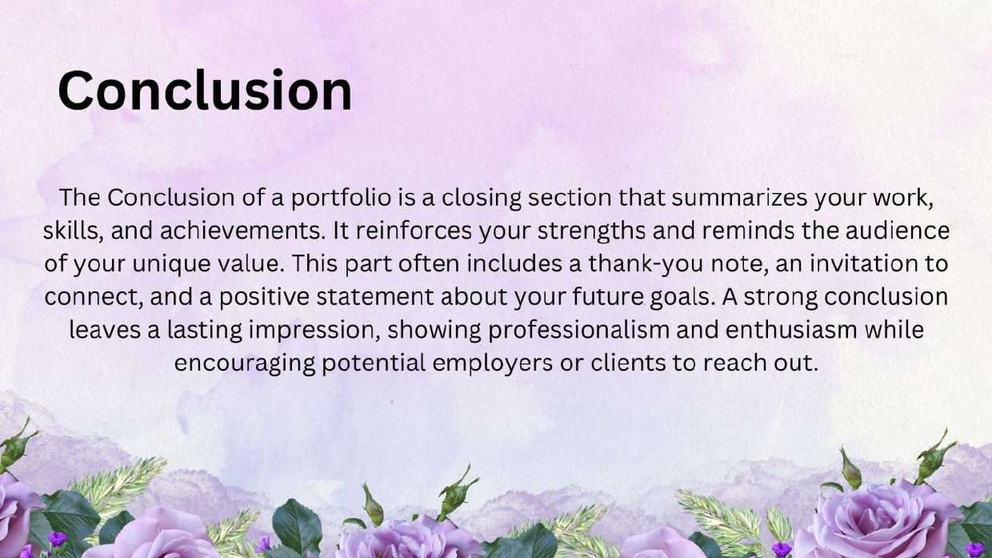 Conclusion
The Conclusion of a portfolio is a closing section that summarizes your work,
skills, and achievements. It reinforces your strengths and reminds the audience
of your unique value. This part often includes a thank-you note, an invitation to
connect, and a positive statement about your future goals. A strong conclusion
leaves a lasting impression, showing professionalism and enthusiasm while
encouraging potential employers or clients to reach out.